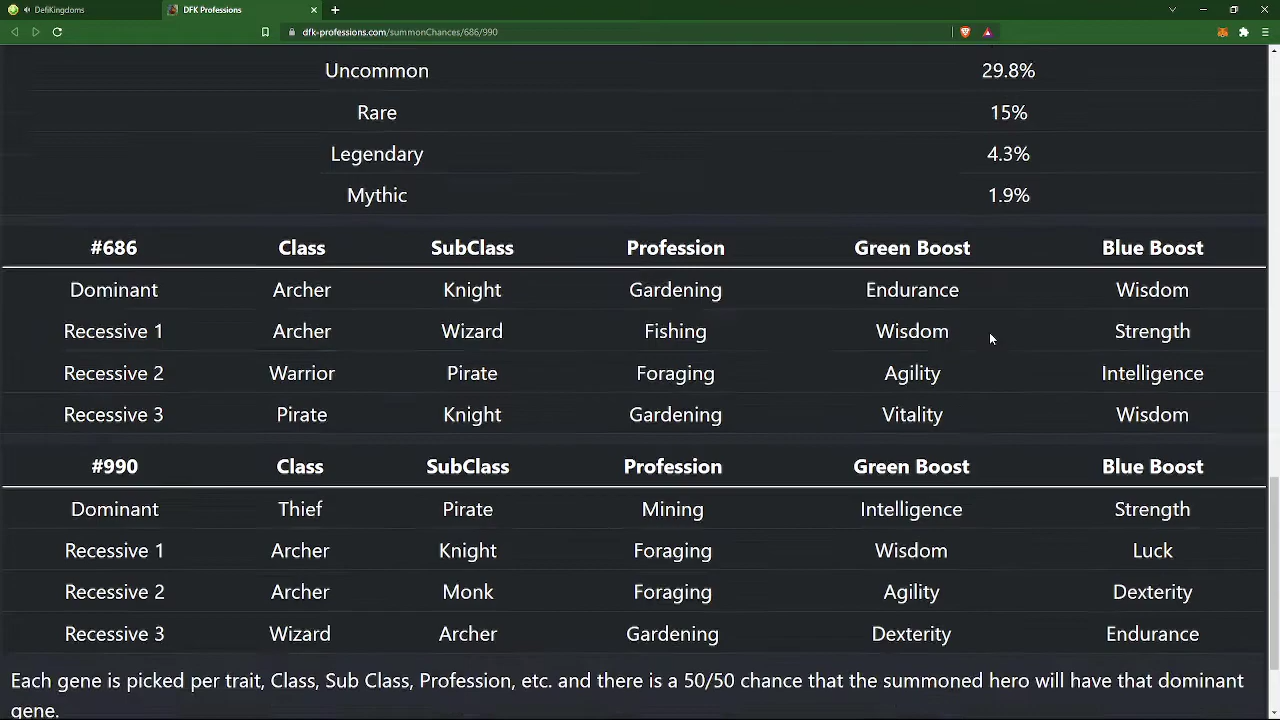 DefiKingdoms
DFK Professions
dfk-professions.com/summonChances/686/990
Uncommon 29.8%
Rare 15%
Legendary 4.3%
Mythic 1.9%
#686 Class SubClass Profession Green Boost Blue Boost
Dominant Archer Knight Gardening Endurance Wisdom
Recessive 1 Archer Wizard Fishing Wisdom Strength
Recessive 2 Warrior Pirate Foraging Agility Intelligence
Recessive 3 Pirate Knight Gardening Vitality Wisdom
#990 Class SubClass Profession Green Boost Blue Boost
Dominant Thief Pirate Mining Intelligence Strength
Recessive 1 Archer Knight Foraging Wisdom Luck
Recessive 2 Archer Monk Foraging Agility Dexterity
Recessive 3 Wizard Archer Gardening Dexterity Endurance
Each gene is picked per trait, Class, Sub Class, Profession, etc. and there is a 50/50 chance that the summoned hero will have that dominant
gene.